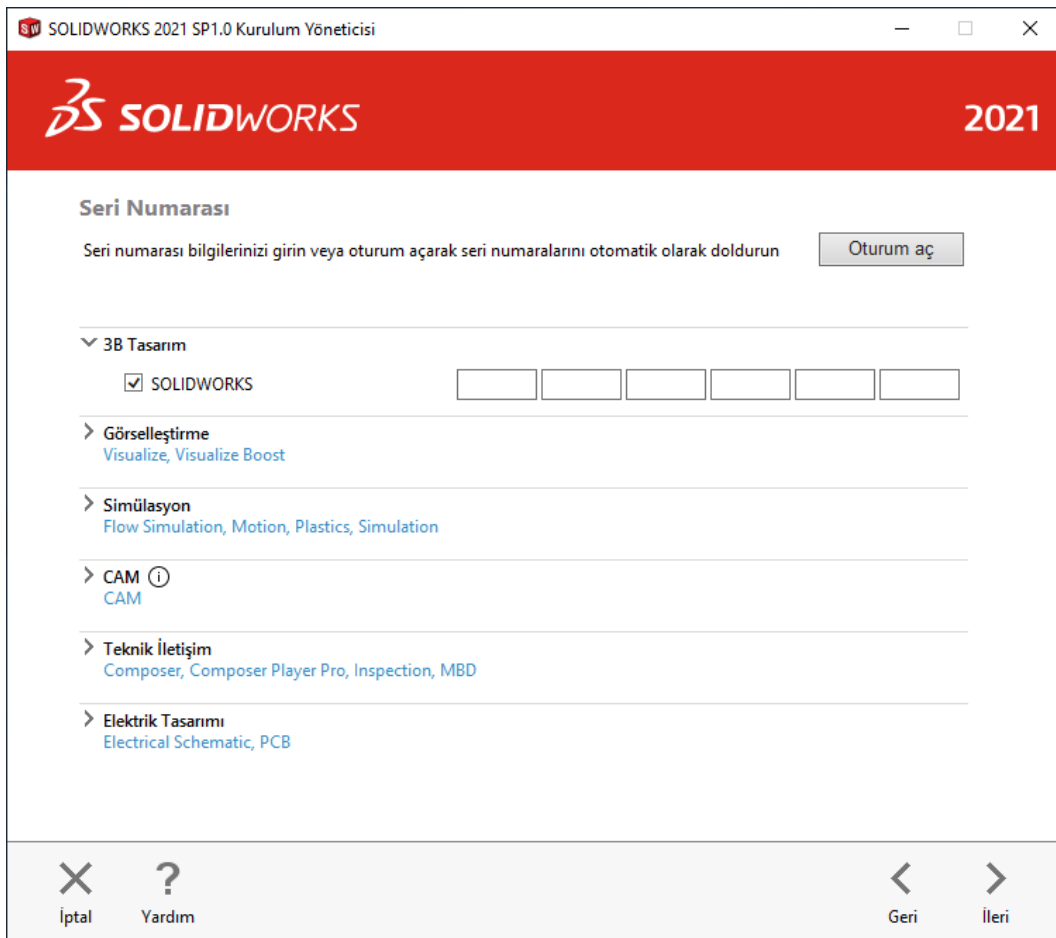 SOLIDWORKS 2021 SP1.0 Kurulum Yöneticisi
SOLIDWORKS 2021
Seri Numarası
Seri numarası bilgilerinizi girin veya oturum açarak seri numaralarını otomatik olarak doldurun
Oturum aç
3B Tasarım
SOLIDWORKS
Görselleştirme
Visualize, Visualize Boost
Simülasyon
Flow Simulation, Motion, Plastics, Simulation
CAM
CAM
Teknik İletişim
Composer, Composer Player Pro, Inspection, MBD
Elektrik Tasarımı
Electrical Schematic, PCB
İptal Yardım Geri İleri